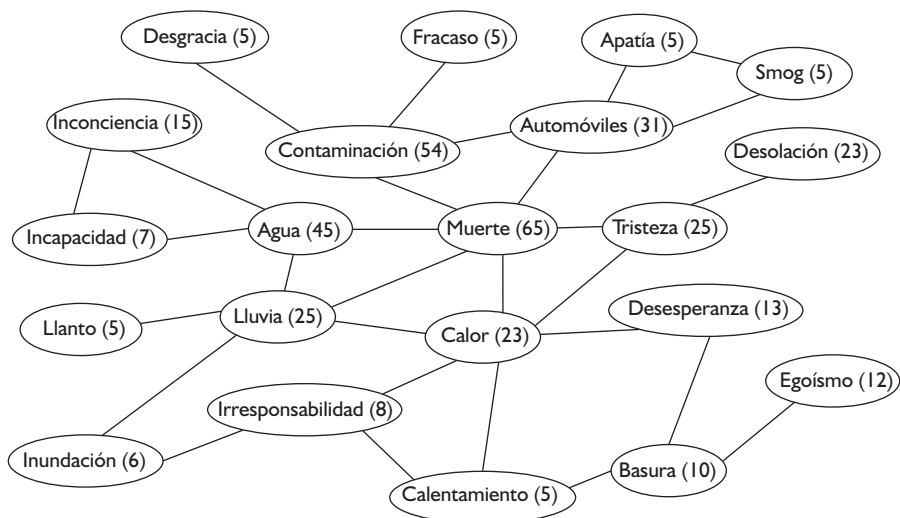 Desgracia (5)
Fracaso (5)
Apatía (5)
Smog (5)
Inconciencia (15)
Automóviles (31)
Contaminación (54)
Desolación (23)
Incapacidad (7)
Agua (45)
Muerte (65)
Tristeza (25)
Llanto (5)
Lluvia (25)
Calor (23)
Desesperanza (13)
Egoísmo (12)
Irresponsabilidad (8)
Inundación (6)
Calentamiento (5)
Basura (10)